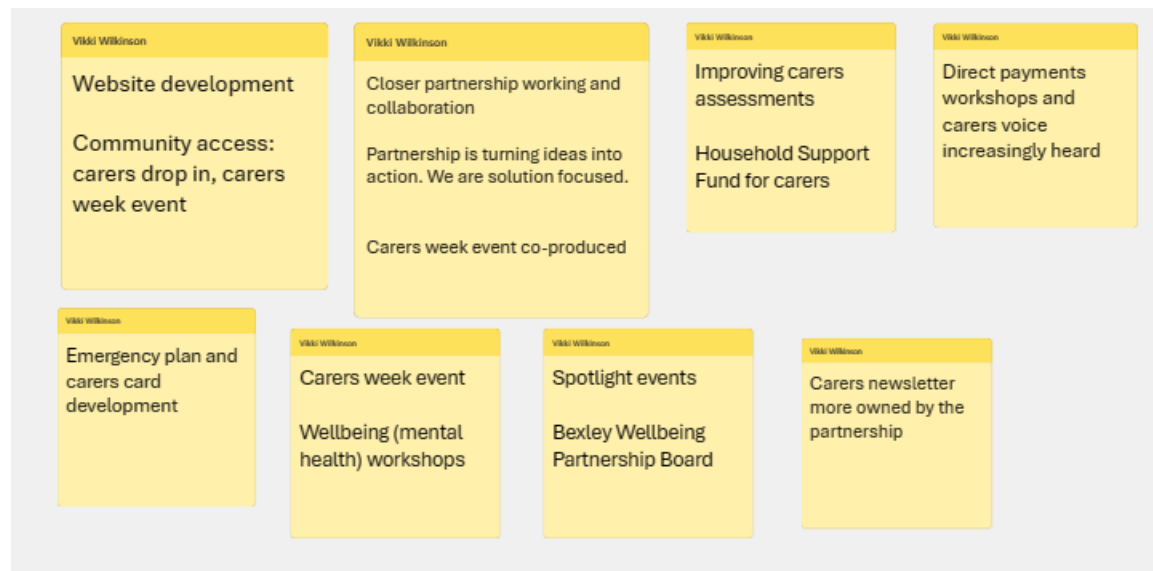 Vikki Wilkinson
Website development
Community access:
carers drop in, carers
week event
Vikki Wilkinson
Closer partnership working and
collaboration
Partnership is turning ideas into
action. We are solution focused.
Carers week event co-produced
Vikki Wilkinson
Improving carers
assessments
Household Support
Fund for carers
Vikki Wilkinson
Direct payments
workshops and
carers voice
increasingly heard
Vikki Wilkinson
Emergency plan and
carers card
development
Vikki Wilkinson
Carers week event
Wellbeing (mental
health) workshops
Vikki Wilkinson
Spotlight events
Bexley Wellbeing
Partnership Board
Vikki Wilkinson
Carers newsletter
more owned by the
partnership